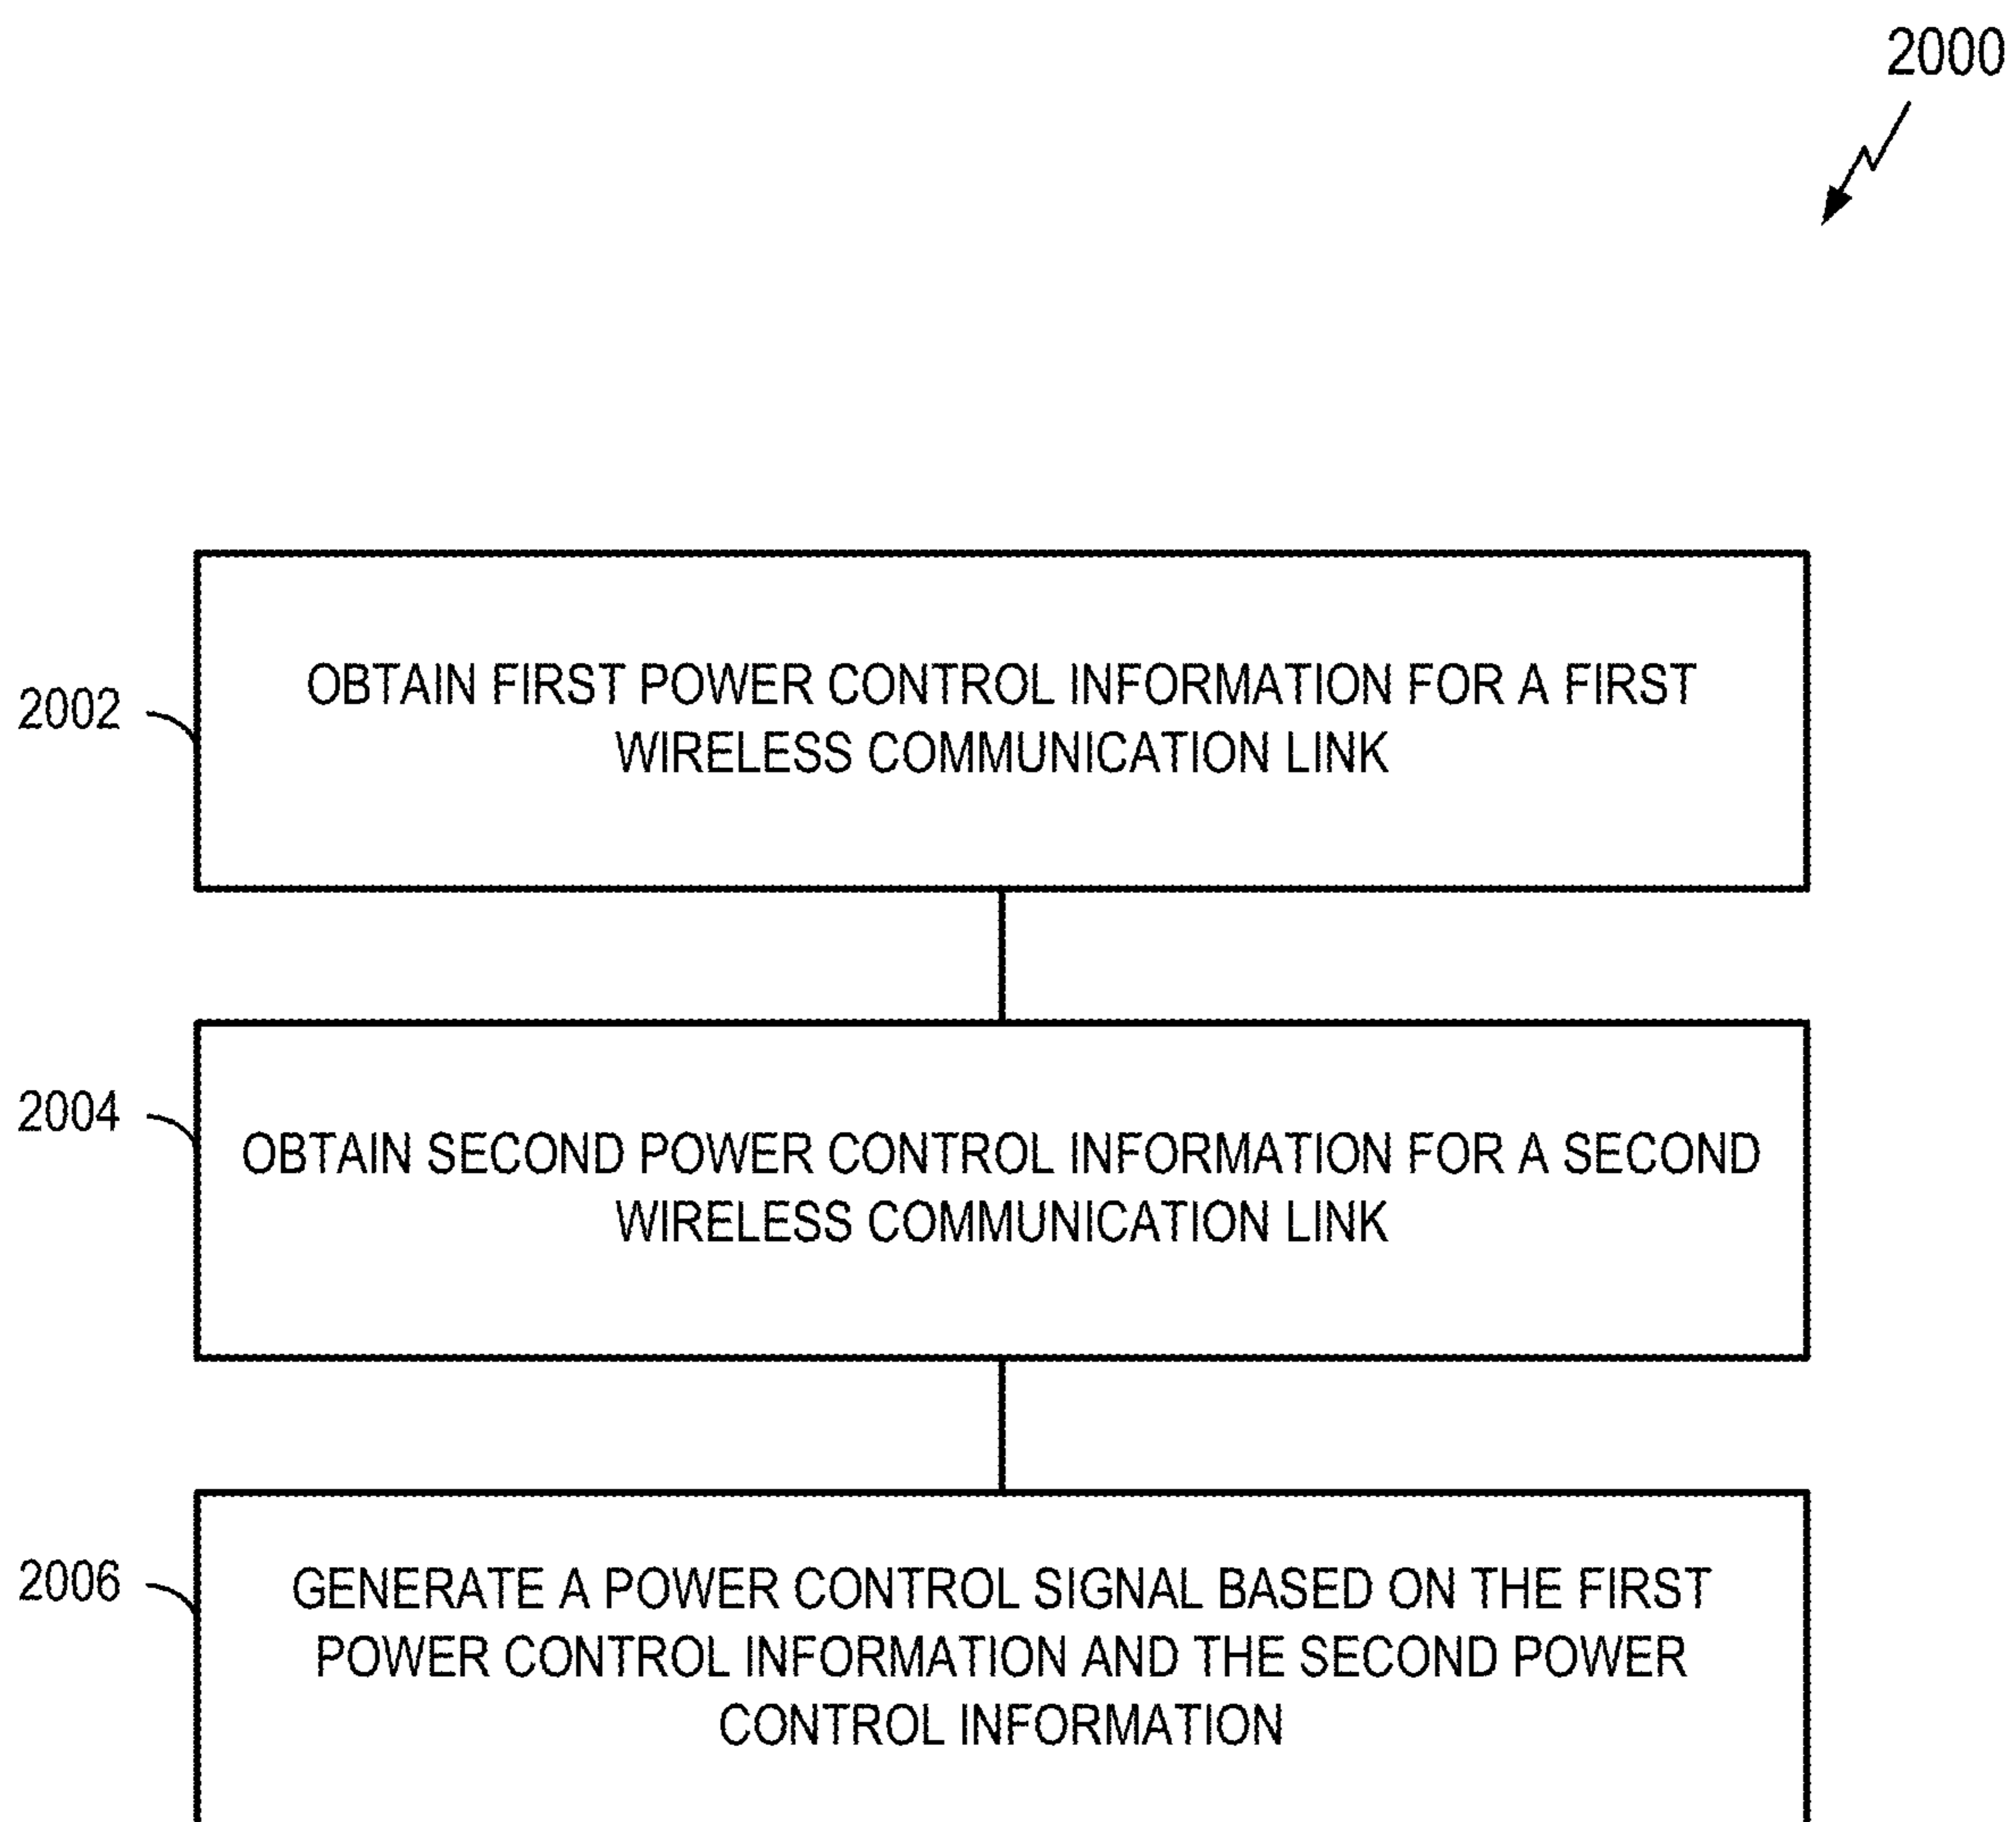 2000
2002
OBTAIN FIRST POWER CONTROL INFORMATION FOR A FIRST
WIRELESS COMMUNICATION LINK
2004
OBTAIN SECOND POWER CONTROL INFORMATION FOR A SECOND
WIRELESS COMMUNICATION LINK
2006
GENERATE A POWER CONTROL SIGNAL BASED ON THE FIRST
POWER CONTROL INFORMATION AND THE SECOND POWER
CONTROL INFORMATION